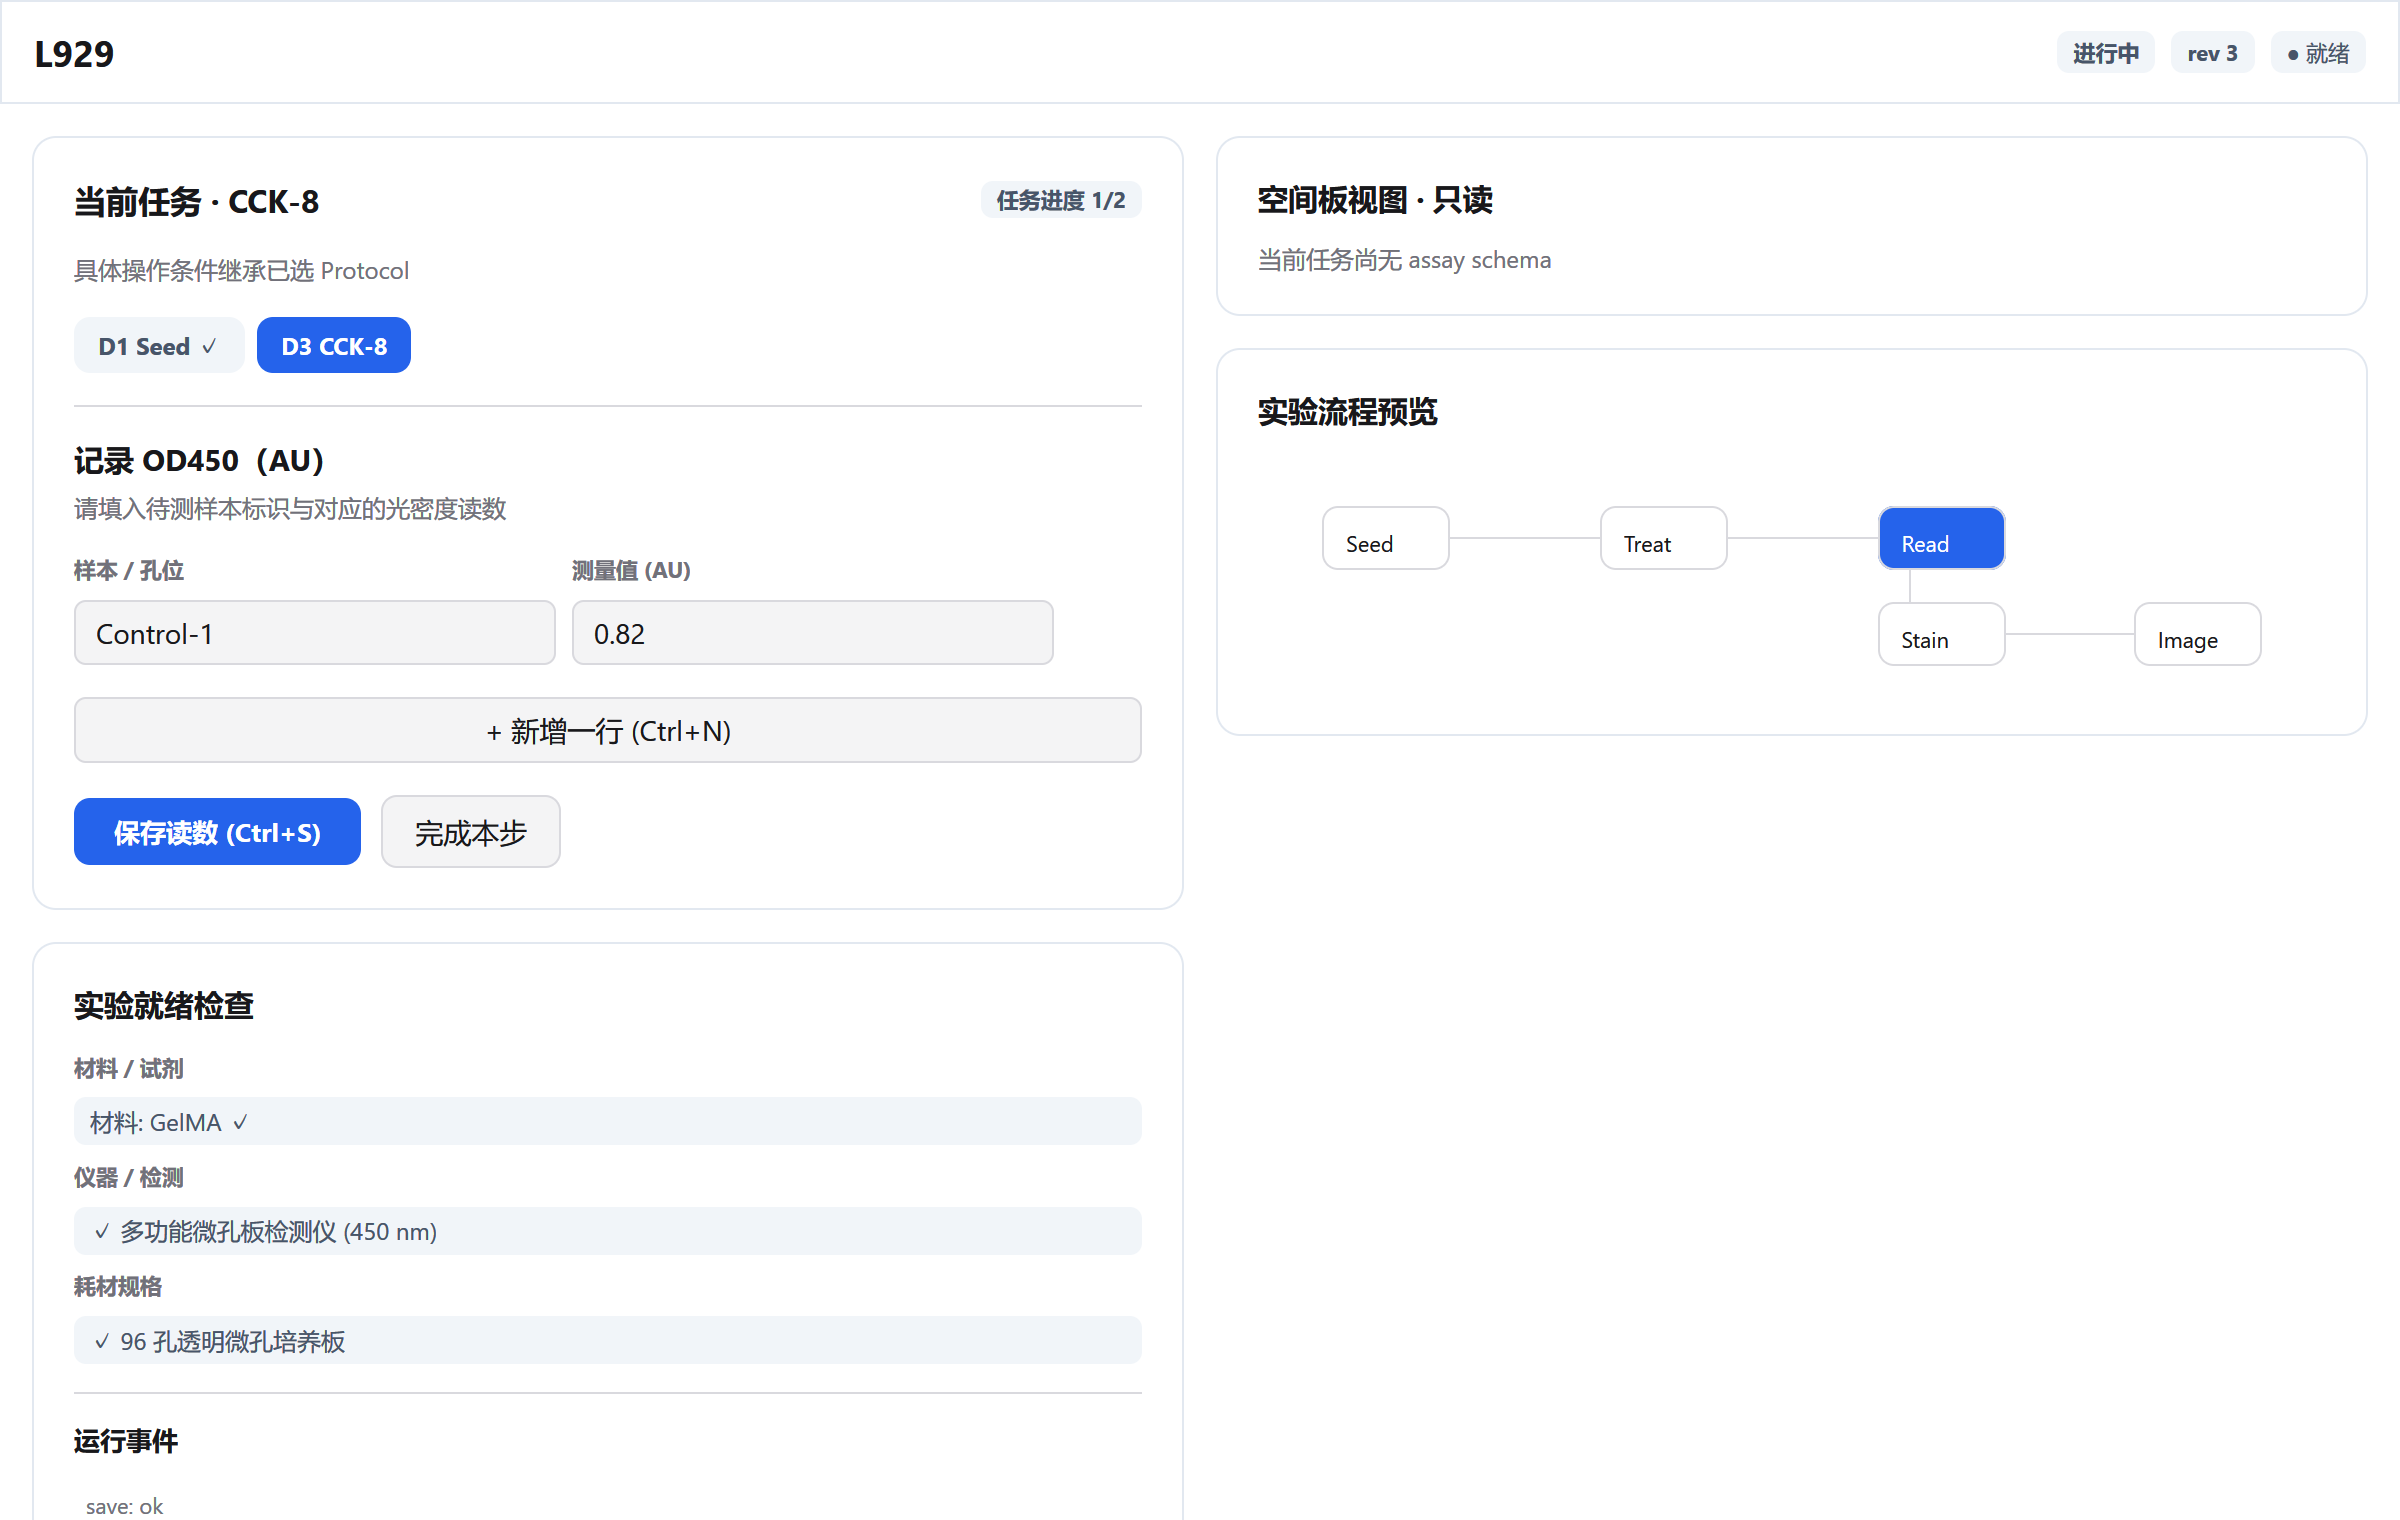 L929
进行中
rev 3
● 就绪
当前任务 · CCK-8
任务进度 1/2
具体操作条件继承已选 Protocol
D1 Seed ✓
D3 CCK-8
记录 OD450（AU）
请填入待测样本标识与对应的光密度读数
样本 / 孔位
测量值 (AU)
Control-1
0.82
+ 新增一行 (Ctrl+N)
保存读数 (Ctrl+S)
完成本步
实验就绪检查
材料 / 试剂
材料: GelMA ✓
仪器 / 检测
✓ 多功能微孔板检测仪 (450 nm)
耗材规格
✓ 96 孔透明微孔培养板
运行事件
save: ok
空间板视图 · 只读
当前任务尚无 assay schema
实验流程预览
Seed
Treat
Read
Stain
Image